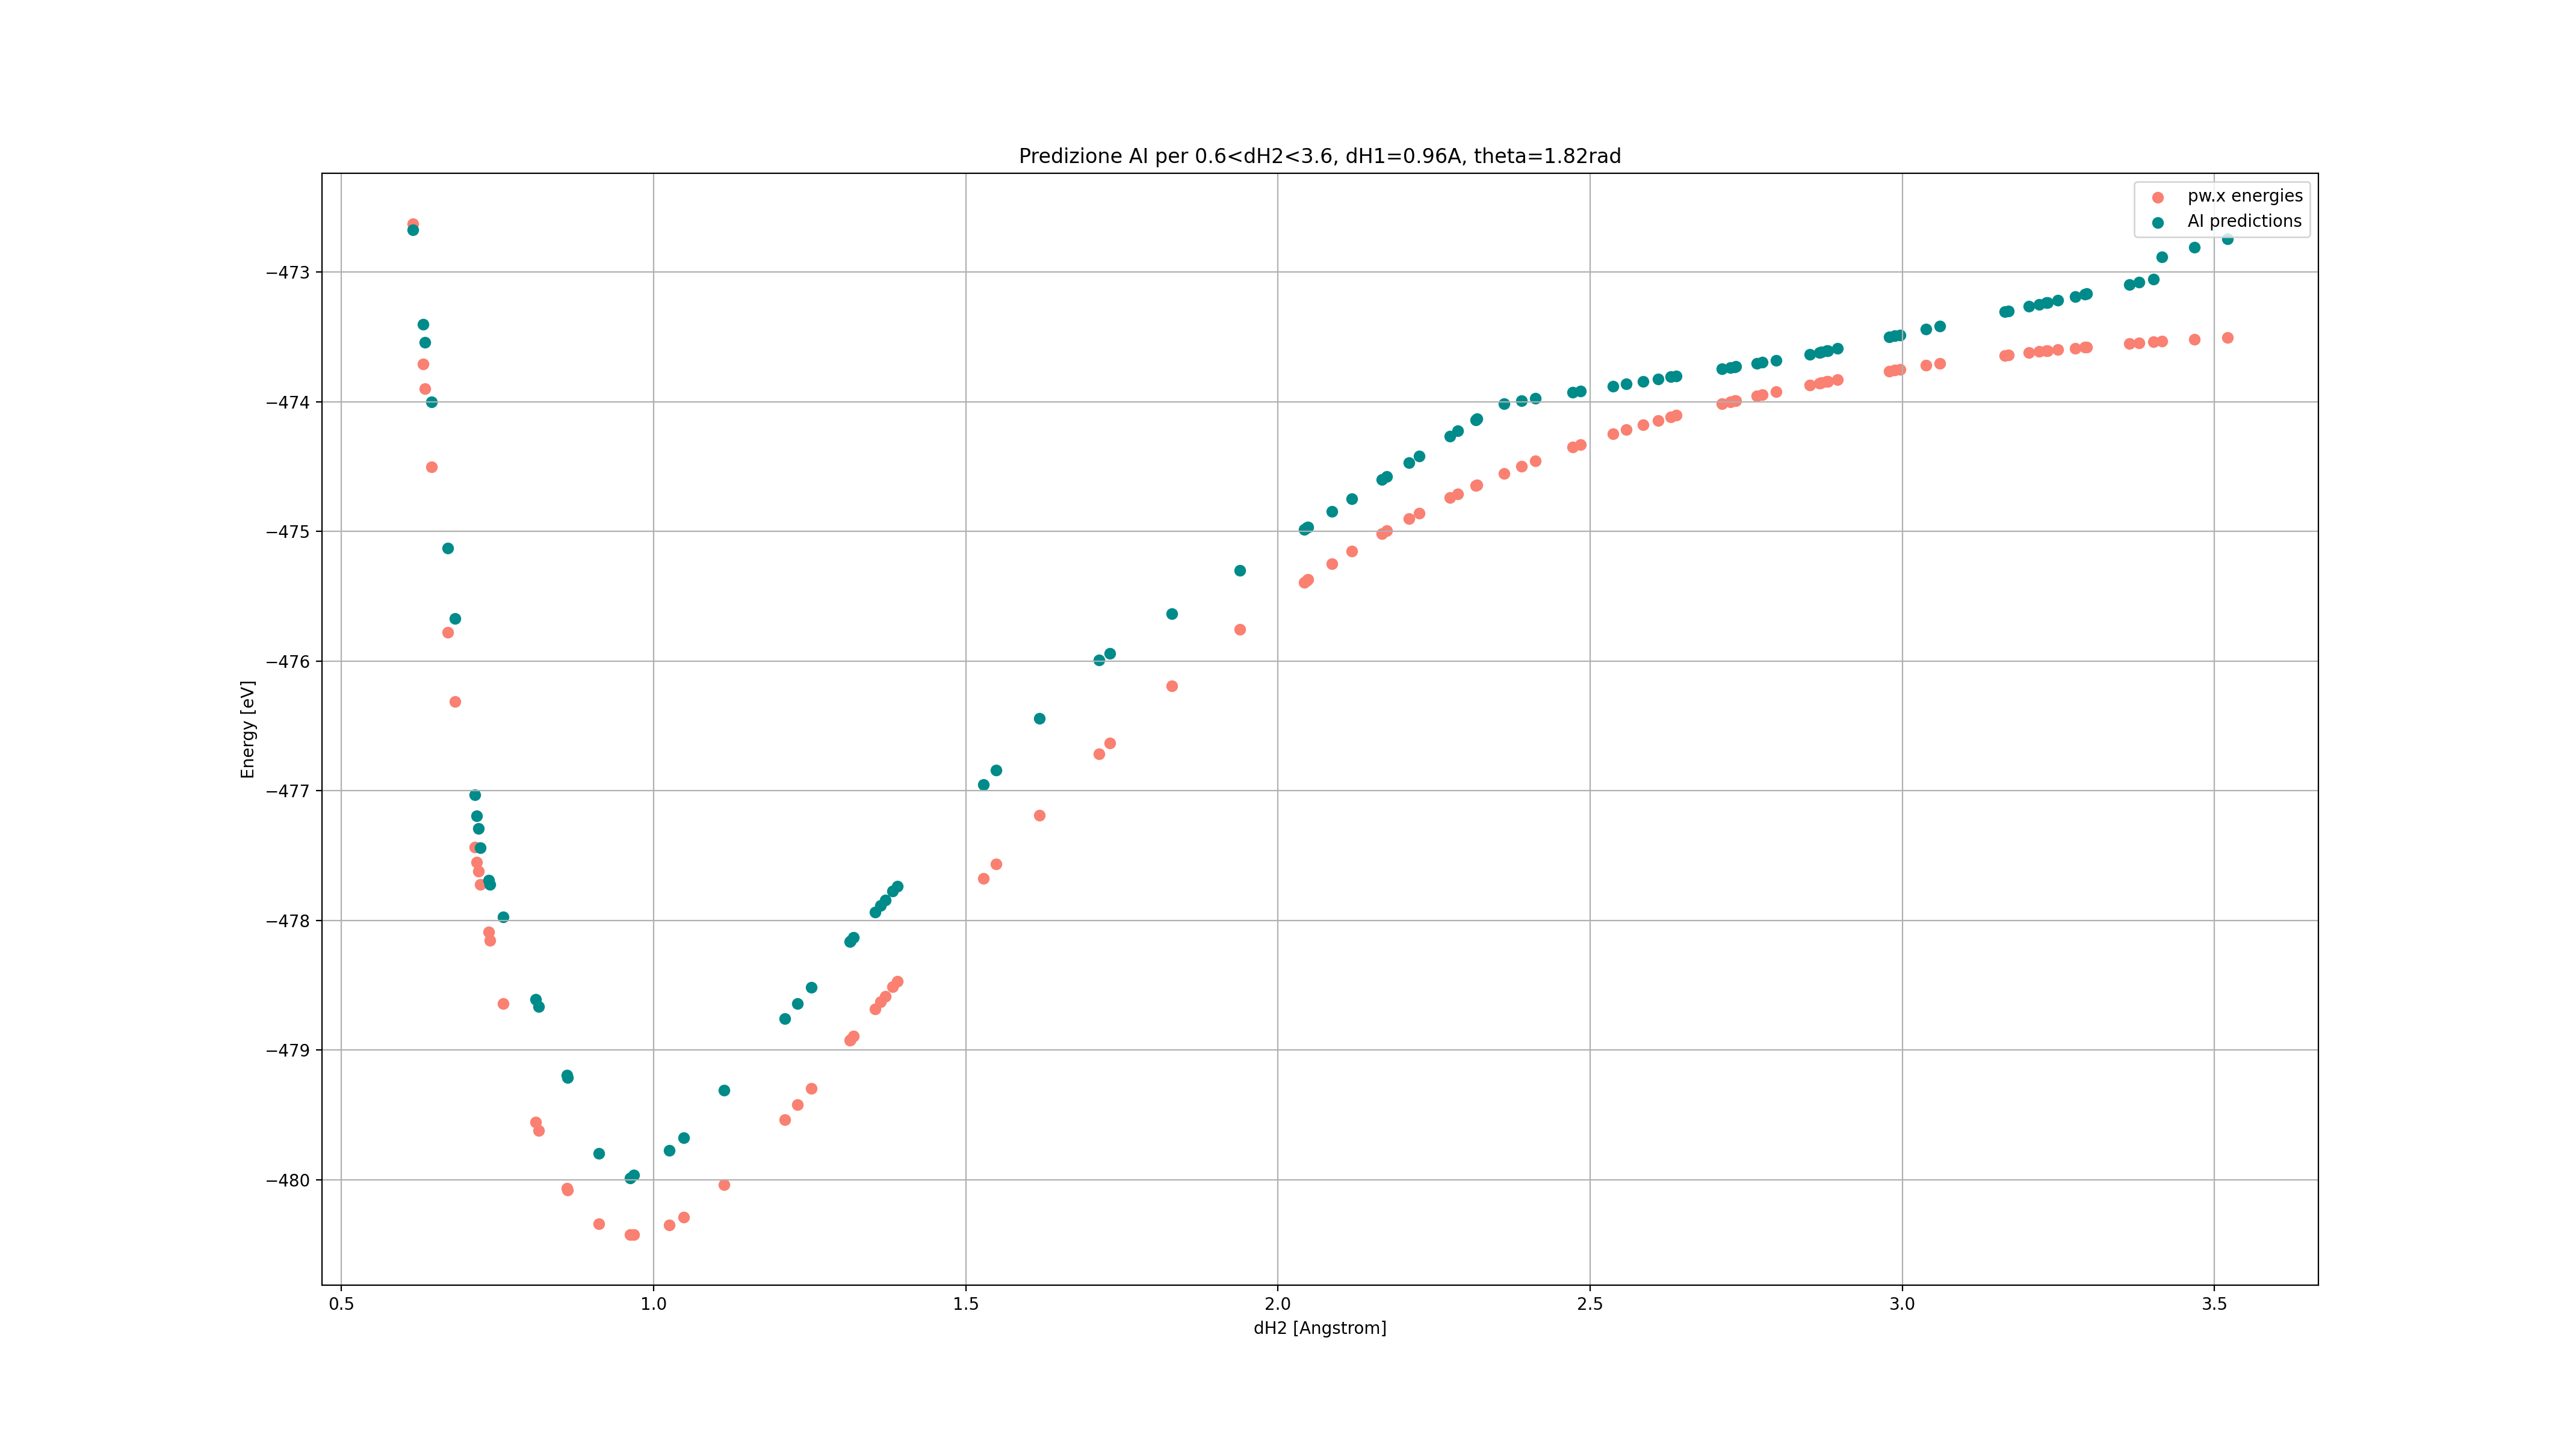 Predizione AI per 0.6<dH2<3.6, dH1=0.96A, theta=1.82rad
pw.x energies
AI predictions
−473
−474
−475
−476
−477
−478
−479
−480
Energy [eV]
0.5 1.0 1.5 2.0 2.5 3.0 3.5
dH2 [Angstrom]